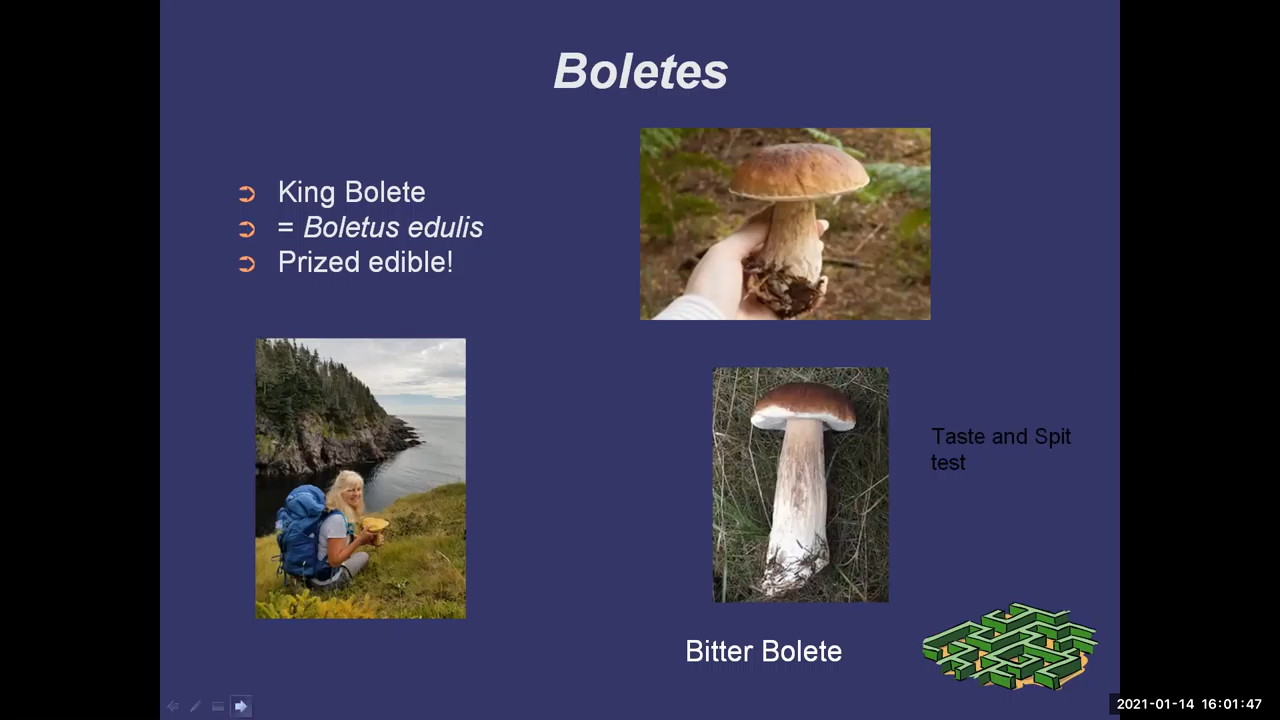 Boletes
King Bolete
= Boletus edulis
Prized edible!
Taste and Spit
test
Bitter Bolete
2021-01-14 16:01:47